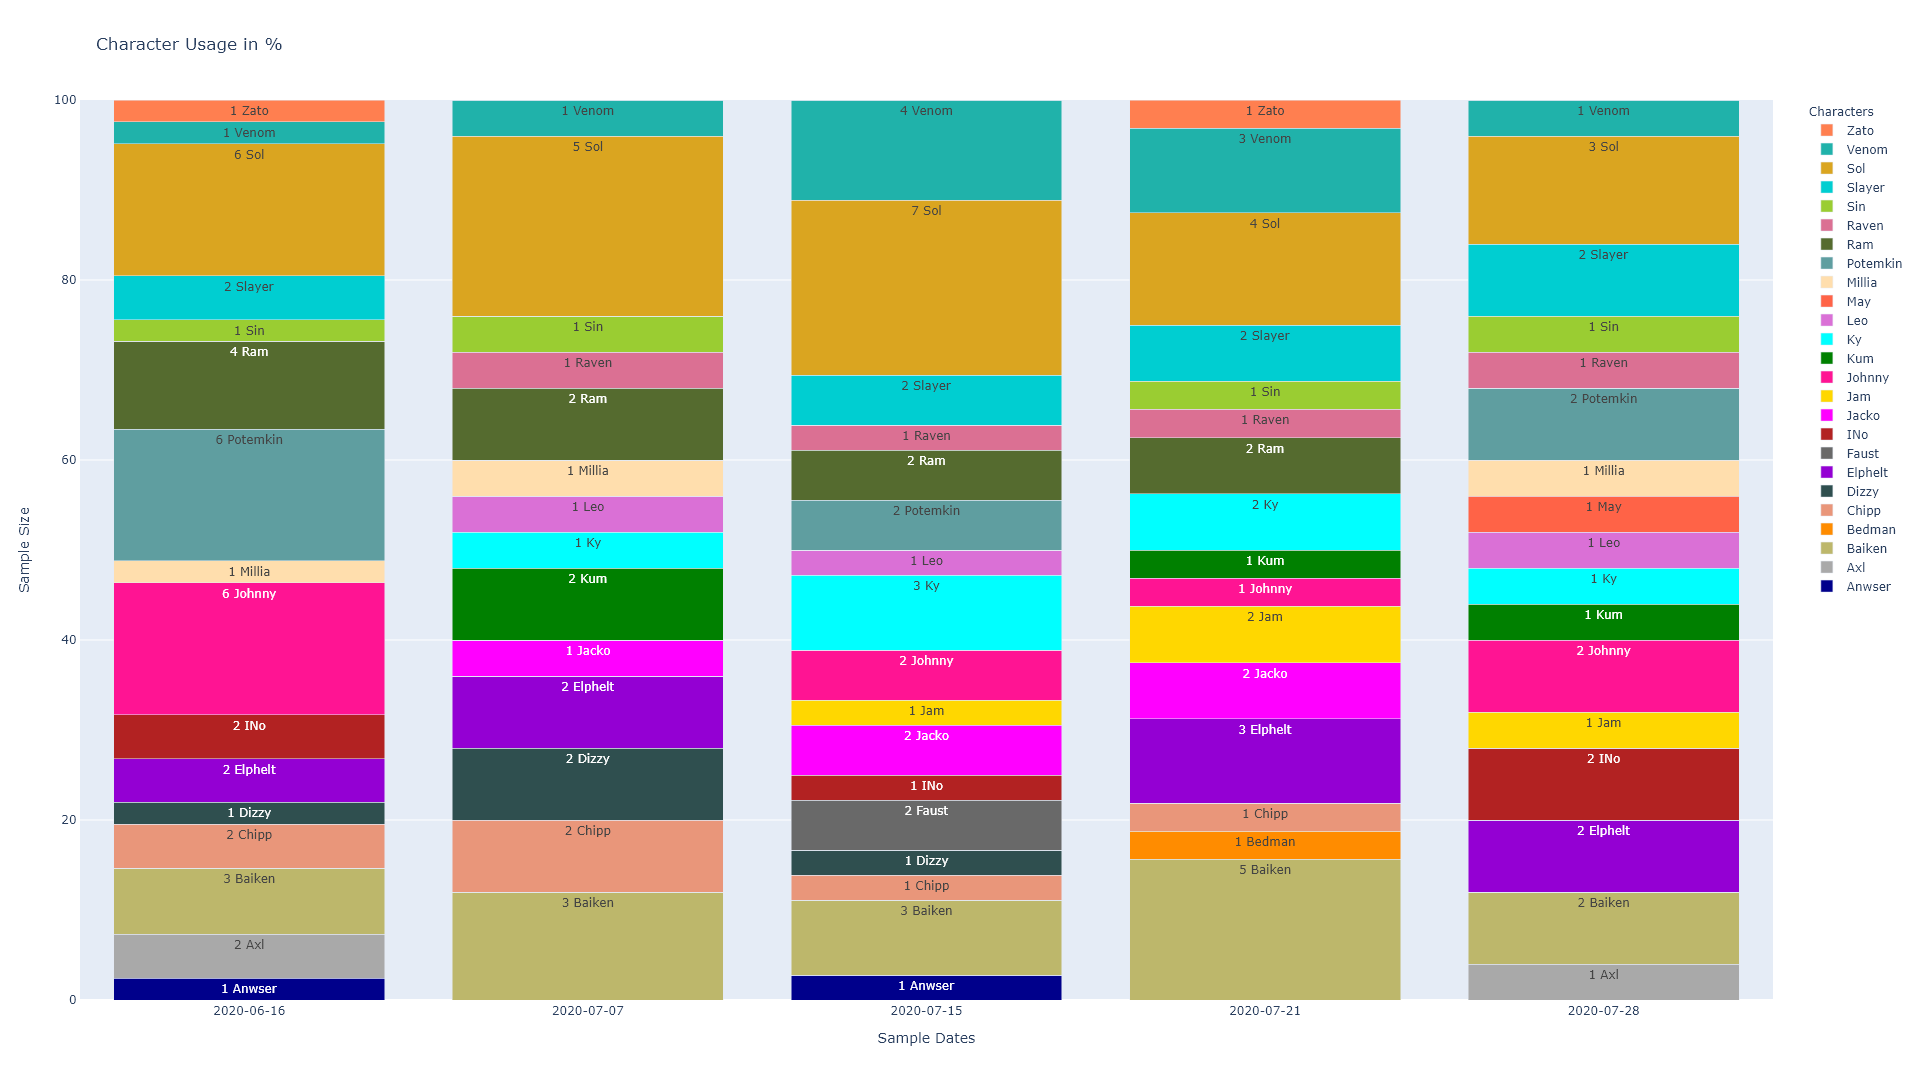 Character Usage in %
Sample Size
100
80
60
40
20
0
1 Zato
1 Venom
6 Sol
2 Slayer
1 Sin
4 Ram
6 Potemkin
1 Millia
6 Johnny
2 INo
2 Elphelt
1 Dizzy
2 Chipp
3 Baiken
2 Axl
1 Anwser
1 Venom
5 Sol
1 Sin
1 Raven
2 Ram
1 Millia
1 Leo
1 Ky
2 Kum
1 Jacko
2 Elphelt
2 Dizzy
2 Chipp
3 Baiken
4 Venom
7 Sol
2 Slayer
1 Raven
2 Ram
2 Potemkin
1 Leo
3 Ky
2 Johnny
1 Jam
2 Jacko
1 INo
2 Faust
1 Dizzy
1 Chipp
3 Baiken
1 Anwser
1 Zato
3 Venom
4 Sol
2 Slayer
1 Sin
1 Raven
2 Ram
2 Ky
1 Kum
1 Johnny
2 Jam
2 Jacko
3 Elphelt
1 Chipp
1 Bedman
5 Baiken
1 Venom
3 Sol
2 Slayer
1 Sin
1 Raven
2 Potemkin
1 Millia
1 May
1 Leo
1 Ky
1 Kum
2 Johnny
1 Jam
2 INo
2 Elphelt
2 Baiken
1 Axl
2020-06-16
2020-07-07
2020-07-15
2020-07-21
2020-07-28
Sample Dates
Characters
Zato
Venom
Sol
Slayer
Sin
Raven
Ram
Potemkin
Millia
May
Leo
Ky
Kum
Johnny
Jam
Jacko
INo
Faust
Elphelt
Dizzy
Chipp
Bedman
Baiken
Axl
Anwser